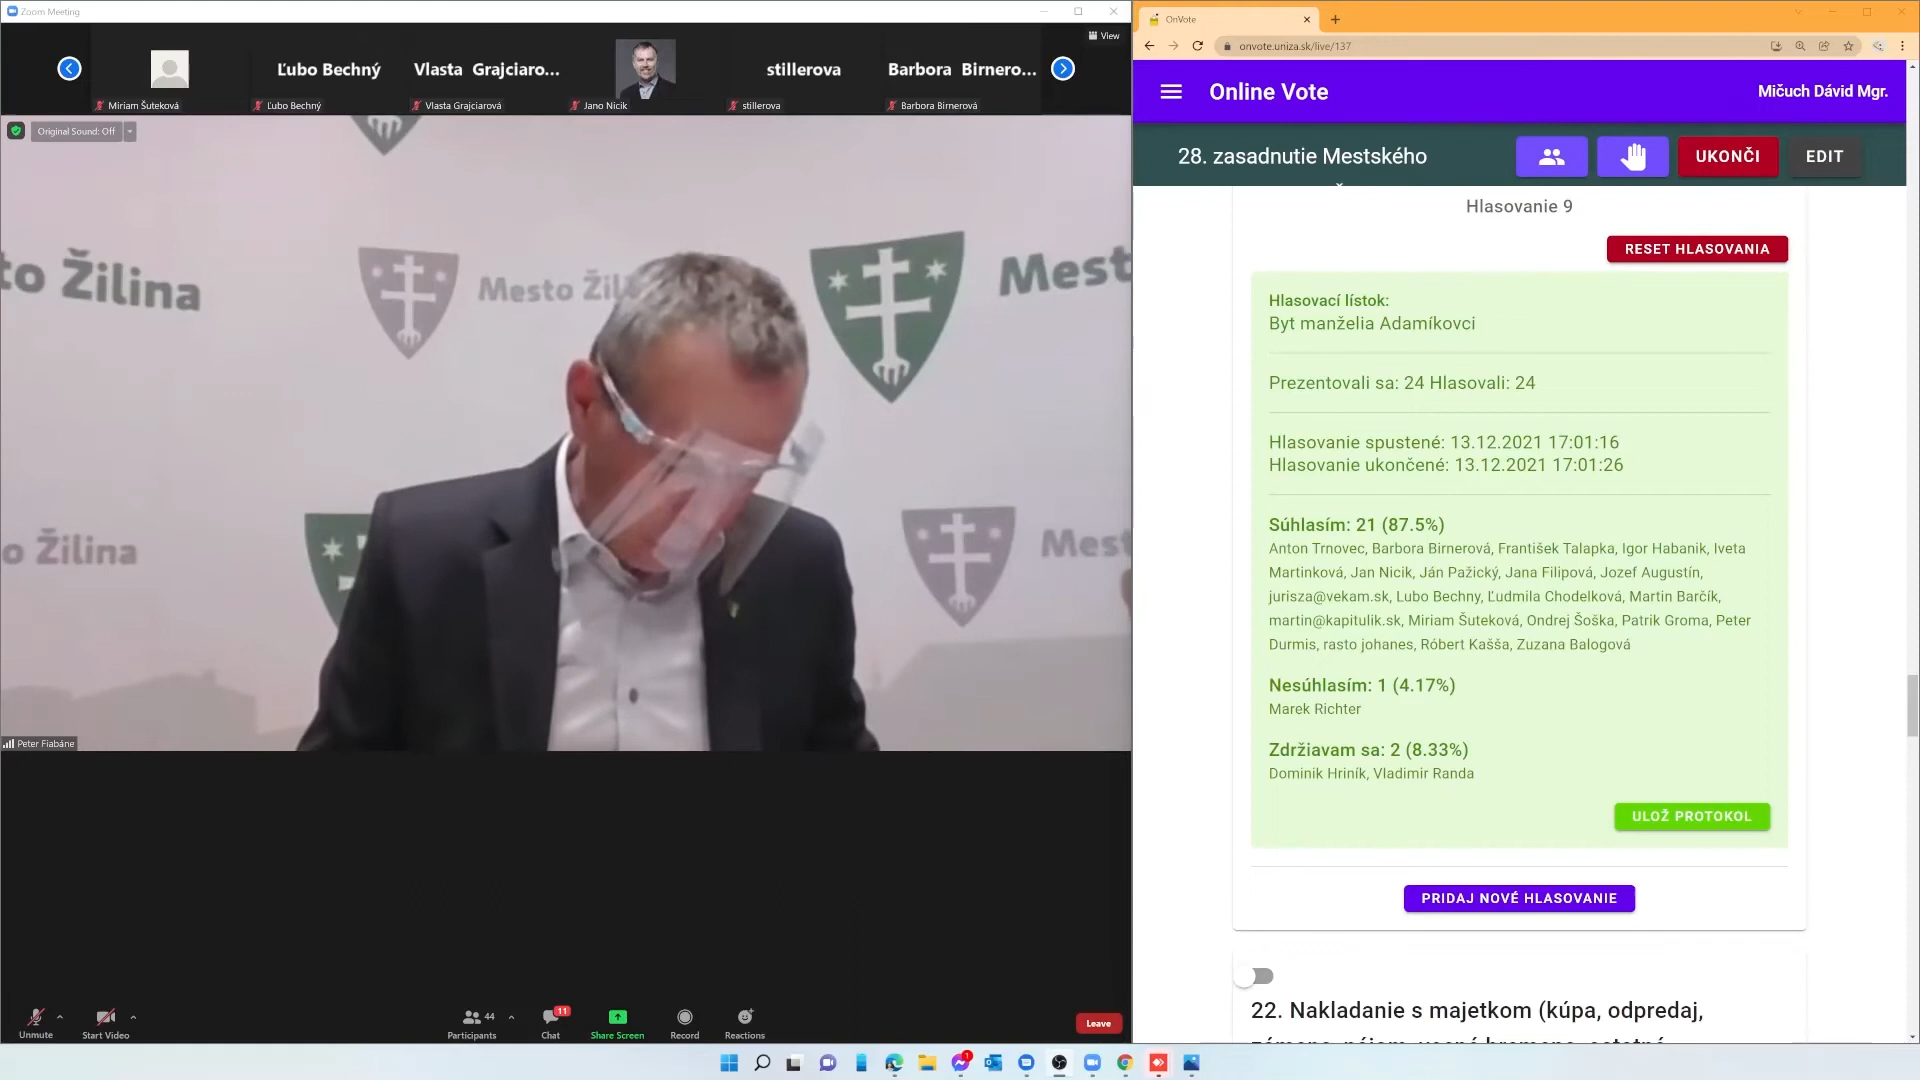 Zoom Meeting
View
Ľubo Bechný
Vlasta Grajciaro...
stillerova
Barbora Birnero...
Miriam Šuteková
Ľubo Bechný
Vlasta Grajciarová
Jano Nicik
stillerova
Barbora Birnerová
Original Sound: Off
to Žilina
Mesto Žil
Mest
o Žilina
Mest
Peter Fiabáne
Unmute
Start Video
44
Participants
11
Chat
Share Screen
Record
Reactions
Leave
OnVote
onvote.uniza.sk/live/137
Online Vote
Mičuch Dávid Mgr.
28. zasadnutie Mestského
UKONČI
EDIT
Hlasovanie 9
RESET HLASOVANIA
Hlasovací lístok:
Byt manželia Adamíkovci
Prezentovali sa: 24 Hlasovali: 24
Hlasovanie spustené: 13.12.2021 17:01:16
Hlasovanie ukončené: 13.12.2021 17:01:26
Súhlasím: 21 (87.5%)
Anton Trnovec, Barbora Birnerová, František Talapka, Igor Habanik, Iveta
Martinková, Jan Nicik, Ján Pažický, Jana Filipová, Jozef Augustín,
jurisza@vekam.sk, Lubo Bechny, Ľudmila Chodelková, Martin Barčík,
martin@kapitulik.sk, Miriam Šuteková, Ondrej Šoška, Patrik Groma, Peter
Durmis, rasto johanes, Róbert Kašša, Zuzana Balogová
Nesúhlasím: 1 (4.17%)
Marek Richter
Zdržiavam sa: 2 (8.33%)
Dominik Hriník, Vladimir Randa
ULOŽ PROTOKOL
PRIDAJ NOVÉ HLASOVANIE
22. Nakladanie s majetkom (kúpa, odpredaj,